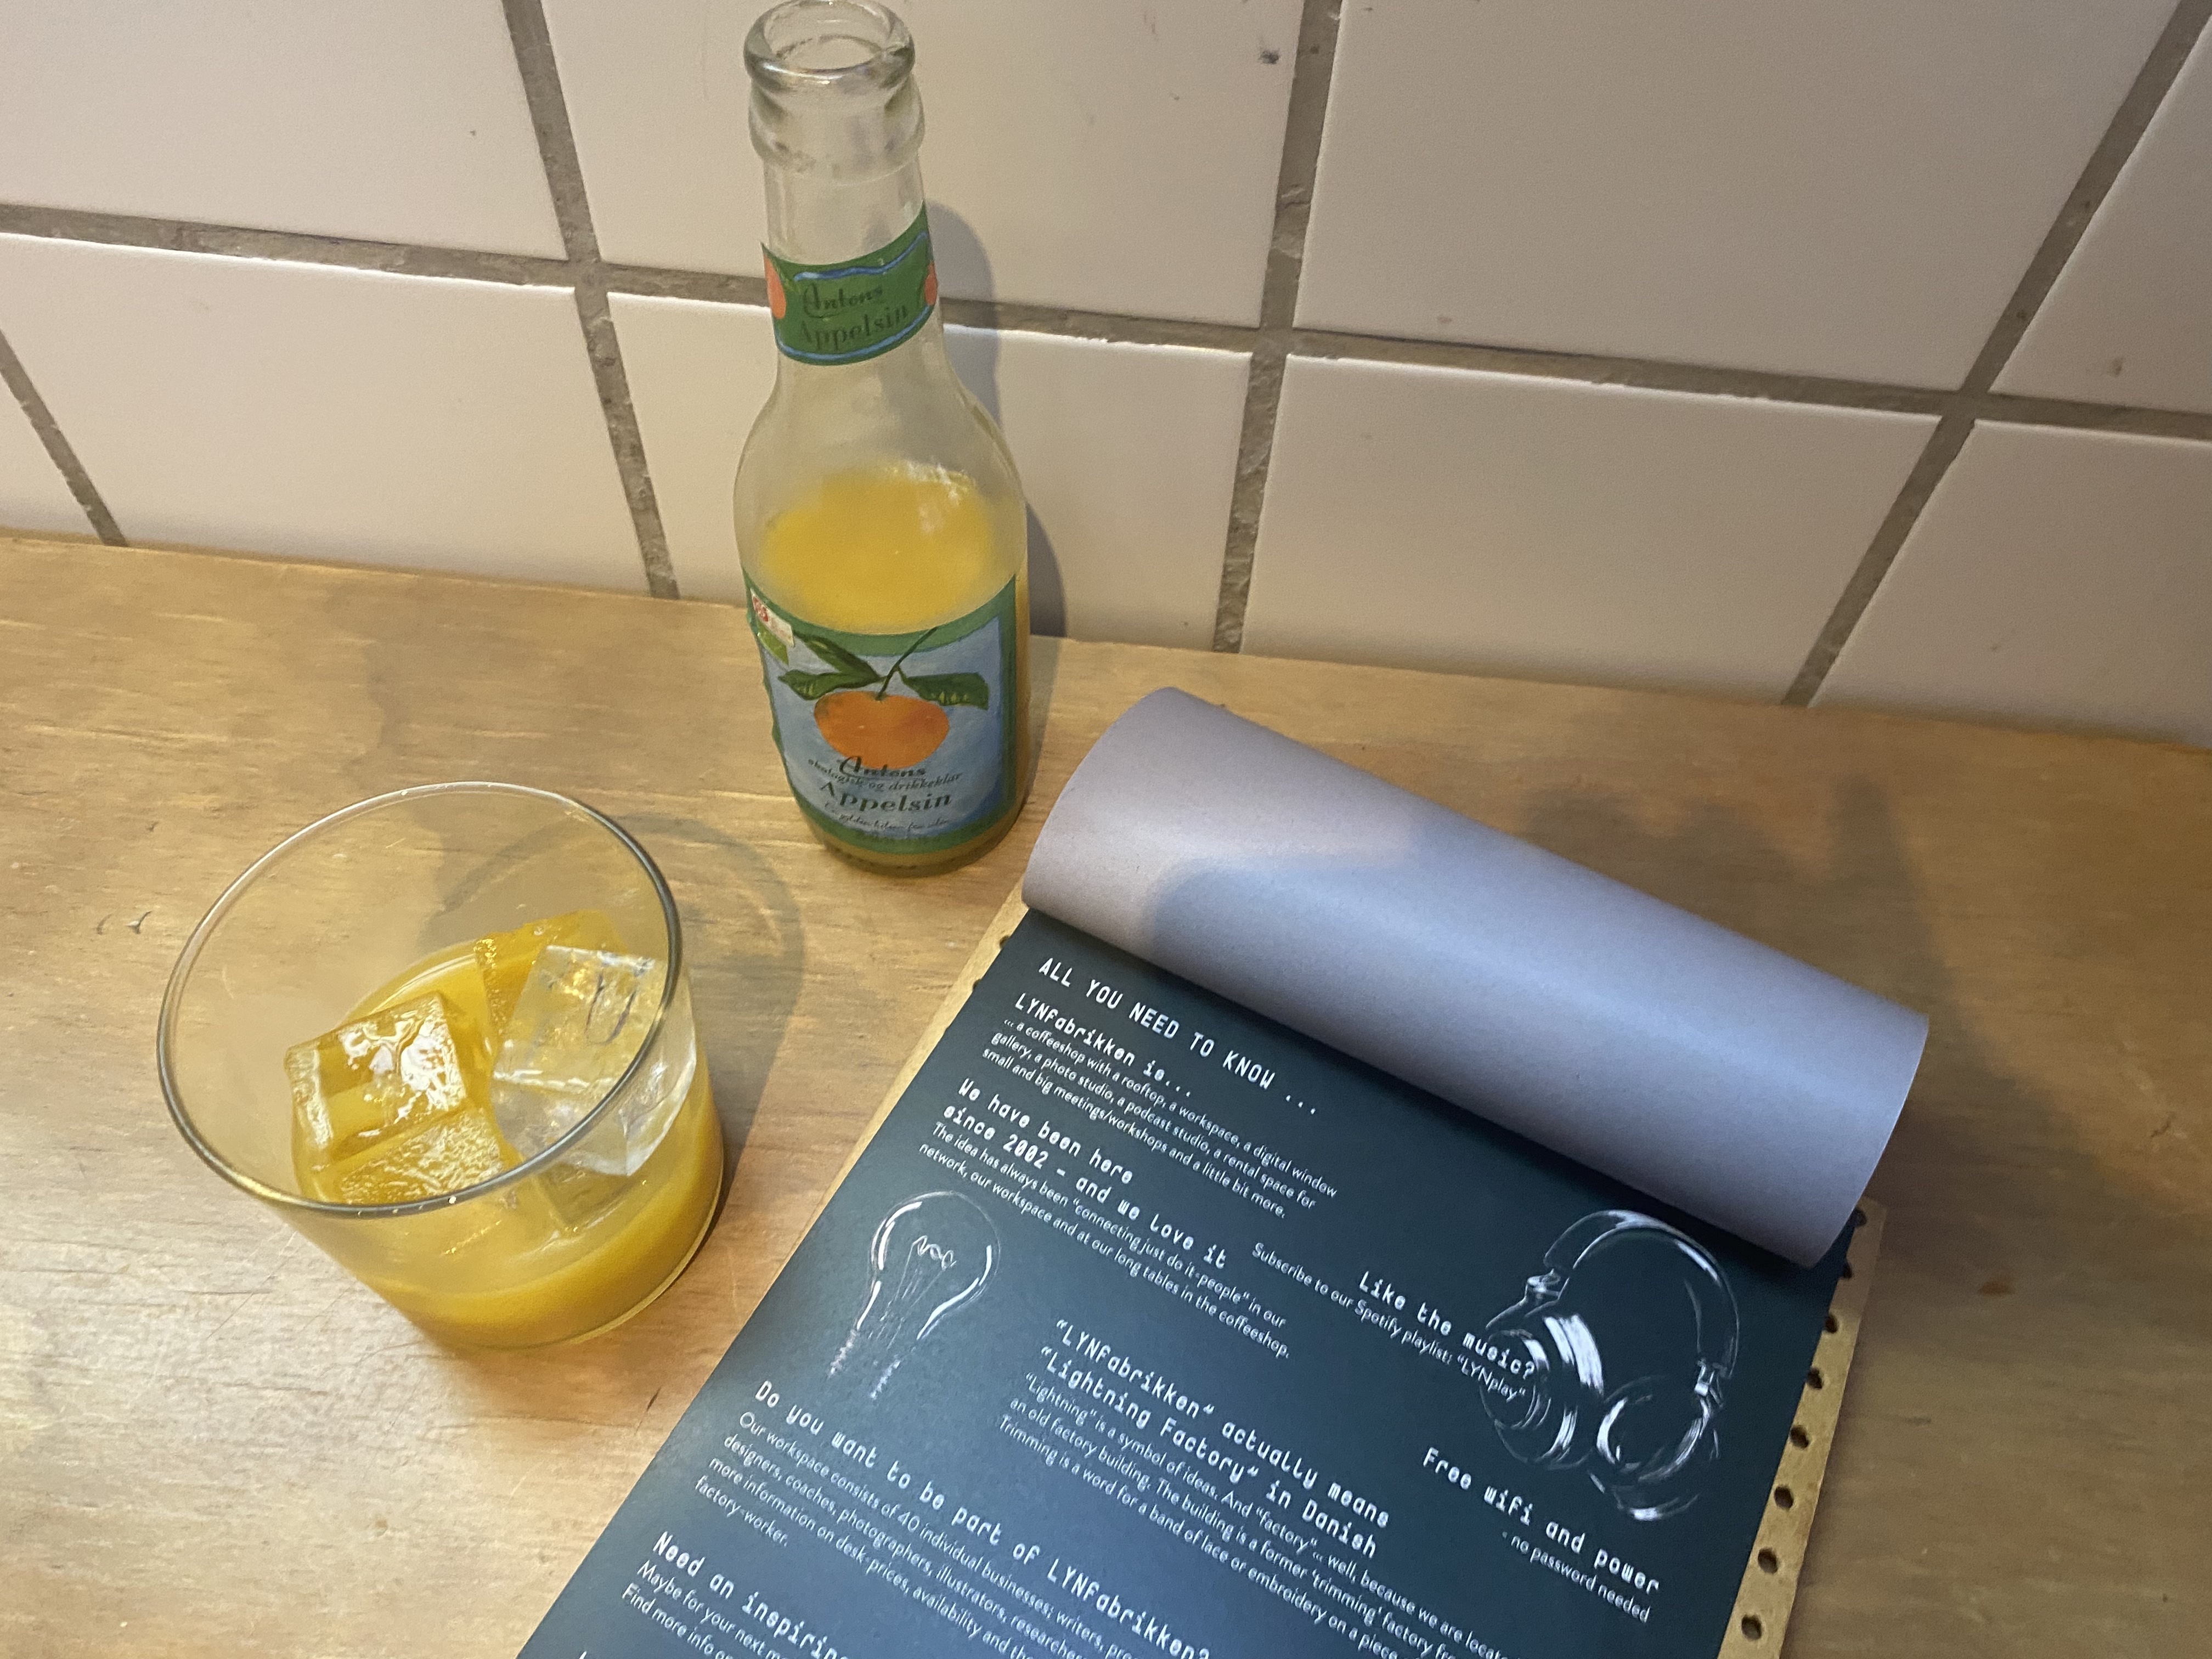 Antons
Appelsin
Antons
økologisk og drikkeklar
Appelsin
ALL YOU NEED TO KNOW ...
LYNFabrikken is...
... a coffeeshop with a rooftop, a workspace, a digital window
gallery, a photo studio, a podcast studio, a rental space for
small and big meetings/workshops and a little bit more.
We have been here
since 2002 - and we love it
The idea has always been "connecting just do it-people" in our
network, our workspace and at our long tables in the coffeeshop.
Like the music?
Subscribe to our Spotify playlist: "LYNplay"
"LYNFabrikken" actually means
"Lightning Factory" in Danish
"Lightning" is a symbol of ideas. And "factory"... well, because we are locate
an old factory building. The building is a former 'trimming' factory fr
Trimming is a word for a band of lace or embroidery on a piece
Free wifi and power
- no password needed
Do you want to be part of LYNFabrikken?
Our workspace consists of 40 individual businesses; writers, pr
designers, coaches, photographers, illustrators, researche
more information on desk-prices, availability and the
factory-worker.
Need an inspirin
Maybe for your next m
Find more info on